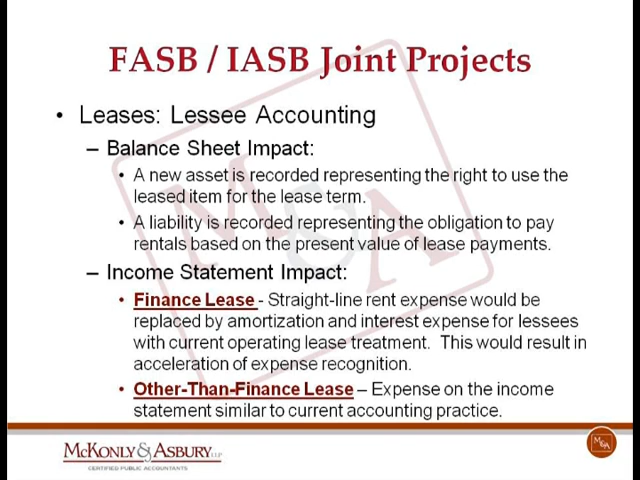 FASB / IASB Joint Projects
• Leases: Lessee Accounting
– Balance Sheet Impact:
• A new asset is recorded representing the right to use the
leased item for the lease term.
• A liability is recorded representing the obligation to pay
rentals based on the present value of lease payments.
– Income Statement Impact:
• Finance Lease - Straight-line rent expense would be
replaced by amortization and interest expense for lessees
with current operating lease treatment. This would result in
acceleration of expense recognition.
• Other-Than-Finance Lease – Expense on the income
statement similar to current accounting practice.
M&A
McKonly & Asbury LLP
CERTIFIED PUBLIC ACCOUNTANTS
M&A